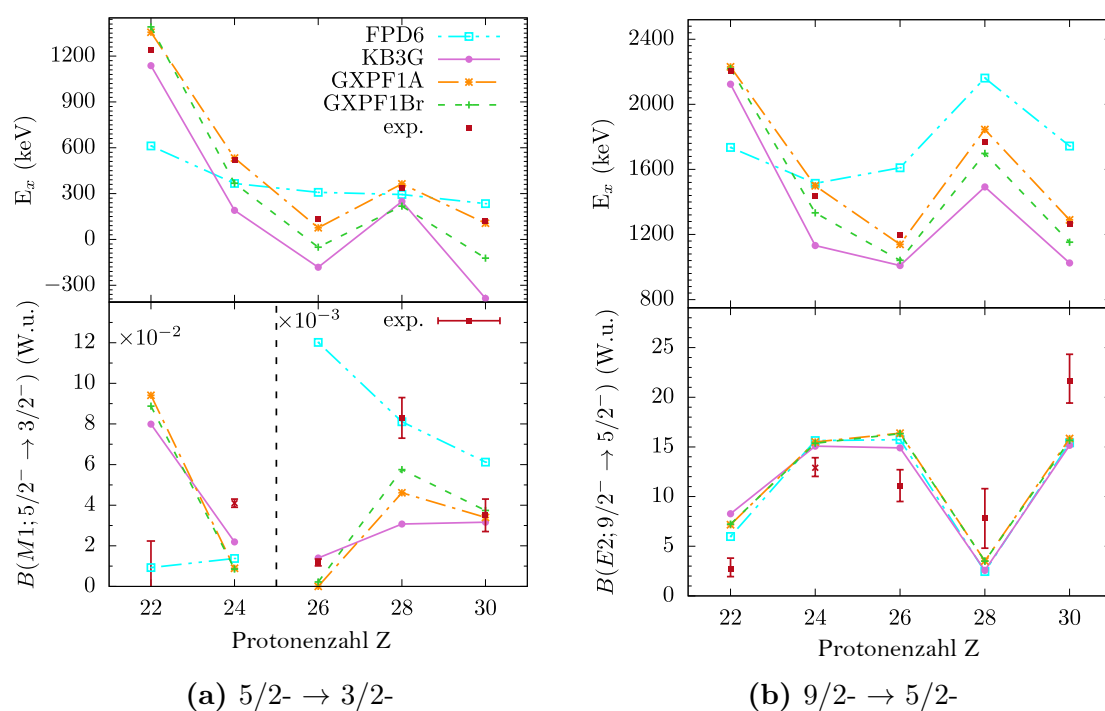 1200
900
600
300
0
−300
E_x (keV)
FPD6
KB3G
GXPF1A
GXPF1Br
exp.
×10⁻²
×10⁻³
exp.
12
10
8
6
4
2
0
B(M1; 5/2⁻ → 3/2⁻) (W.u.)
22 24 26 28 30
Protonenzahl Z
(a) 5/2- → 3/2-
2400
2000
1600
1200
800
E_x (keV)
25
20
15
10
5
0
B(E2; 9/2⁻ → 5/2⁻) (W.u.)
22 24 26 28 30
Protonenzahl Z
(b) 9/2- → 5/2-